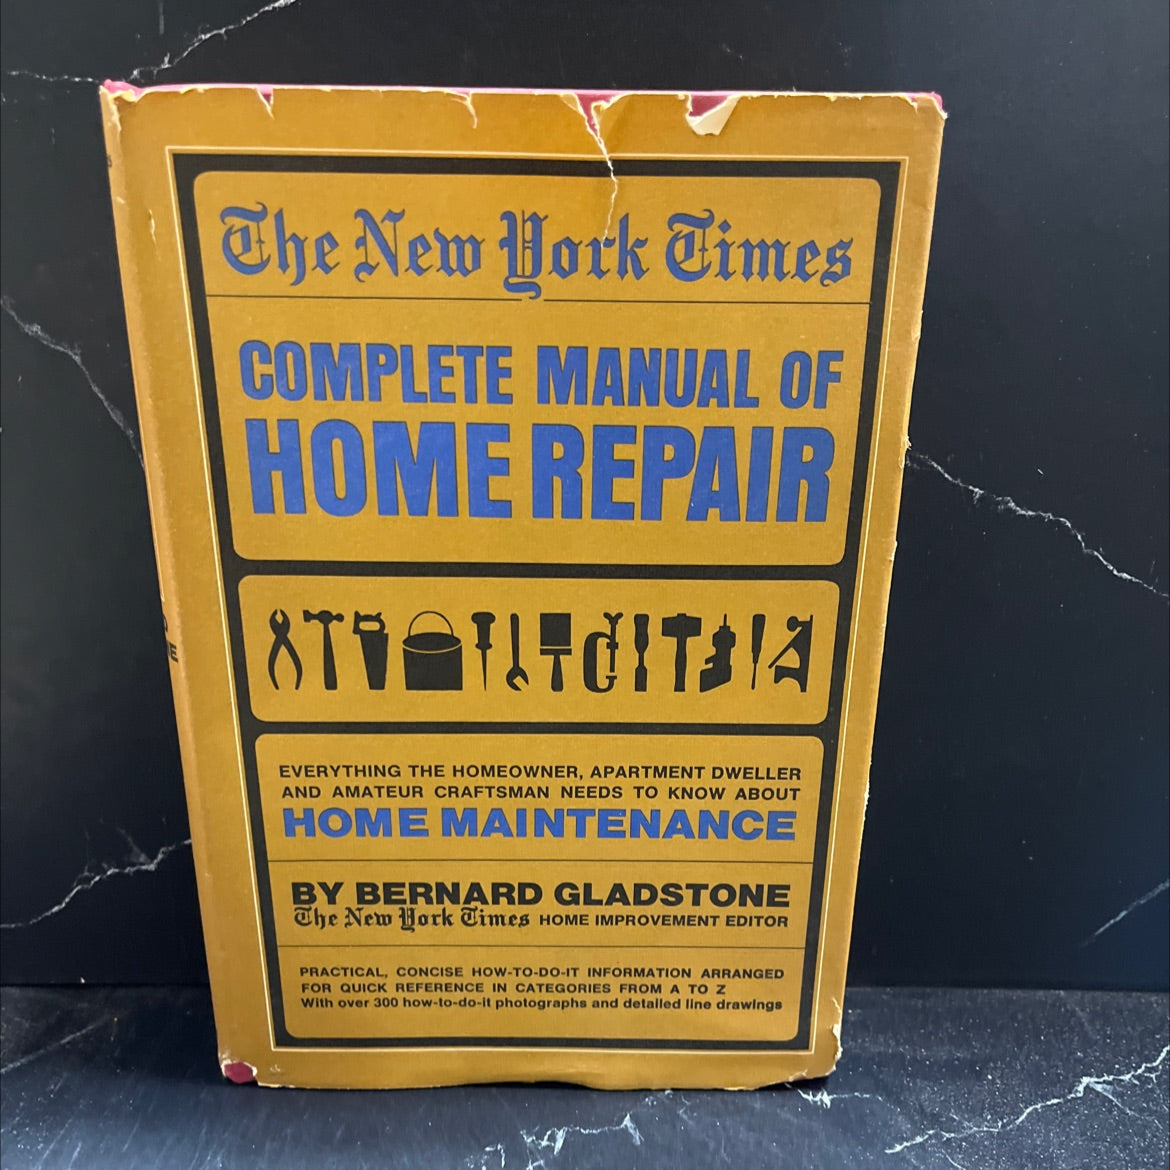 The New York Times
COMPLETE MANUAL OF
HOME REPAIR
EVERYTHING THE HOMEOWNER, APARTMENT DWELLER
AND AMATEUR CRAFTSMAN NEEDS TO KNOW ABOUT
HOME MAINTENANCE
BY BERNARD GLADSTONE
The New York Times HOME IMPROVEMENT EDITOR
PRACTICAL, CONCISE HOW-TO-DO-IT INFORMATION ARRANGED
FOR QUICK REFERENCE IN CATEGORIES FROM A TO Z
With over 300 how-to-do-it photographs and detailed line drawings